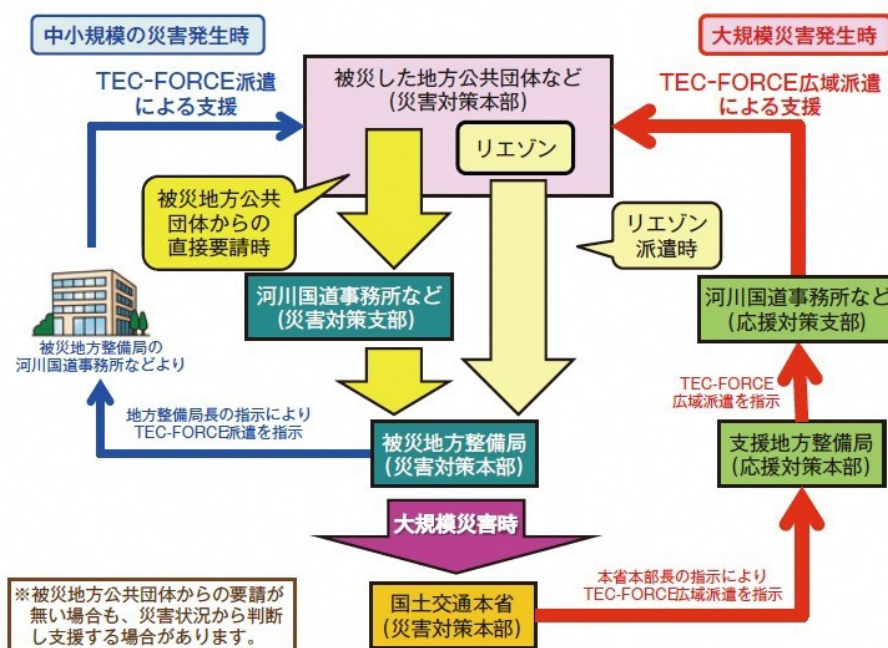 中小規模の災害発生時
大規模災害発生時
TEC-FORCE派遣
による支援
被災した地方公共団体など
(災害対策本部)
TEC-FORCE広域派遣
による支援
リエゾン
被災地方公共
団体からの
直接要請時
リエゾン
派遣時
河川国道事務所など
(災害対策支部)
河川国道事務所など
(応援対策支部)
被災地方整備局の
河川国道事務所などより
TEC-FORCE
広域派遣を指示
地方整備局長の指示により
TEC-FORCE派遣を指示
被災地方整備局
(災害対策本部)
支援地方整備局
(応援対策本部)
大規模災害時
本省本部長の指示により
TEC-FORCE広域派遣を指示
国土交通本省
(災害対策本部)
※被災地方公共団体からの要請が
無い場合も、災害状況から判断
し支援する場合があります。